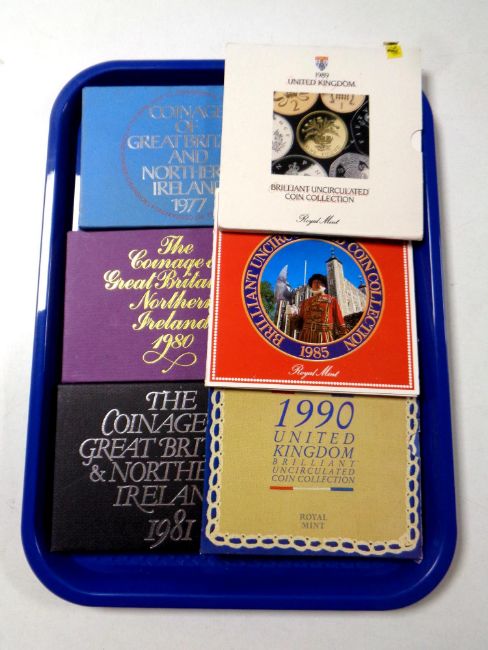 COINAGE
OF
GREAT BRITAIN
AND
NORTHERN
IRELAND
1977
1989
UNITED KINGDOM
BRILLIANT UNCIRCULATED
COIN COLLECTION
Royal Mint
The
Coinage of
Great Britain
Northern
Ireland
1980
BRILLIANT UNCIRCULATED COIN COLLECTION
1985
Royal Mint
THE
COINAGE
GREAT BRIT
& NORTHERN
IRELAND
1981
1990
UNITED
KINGDOM
BRILLIANT
UNCIRCULATED
COIN COLLECTION
ROYAL
MINT